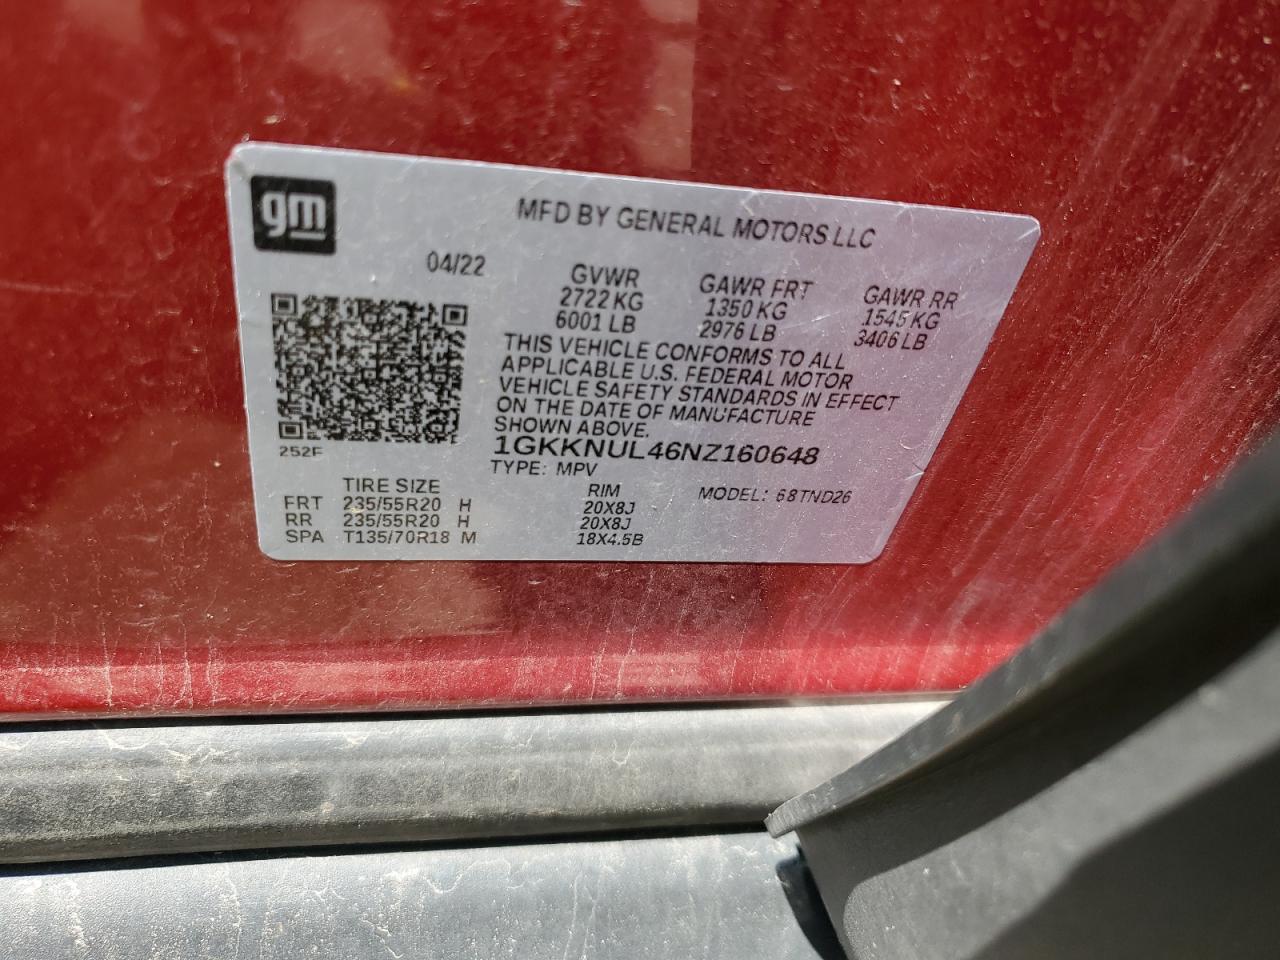 gm
MFD BY GENERAL MOTORS LLC
04/22
GVWR GAWR FRT GAWR RR
2722 KG 1350 KG 1545 KG
6001 LB 2976 LB 3406 LB
THIS VEHICLE CONFORMS TO ALL
APPLICABLE U.S. FEDERAL MOTOR
VEHICLE SAFETY STANDARDS IN EFFECT
ON THE DATE OF MANUFACTURE
SHOWN ABOVE.
252F
1GKKNUL46NZ160648
TYPE: MPV MODEL: 68TND26
TIRE SIZE RIM
FRT 235/55R20 H 20X8J
RR 235/55R20 H 20X8J
SPA T135/70R18 M 18X4.5B